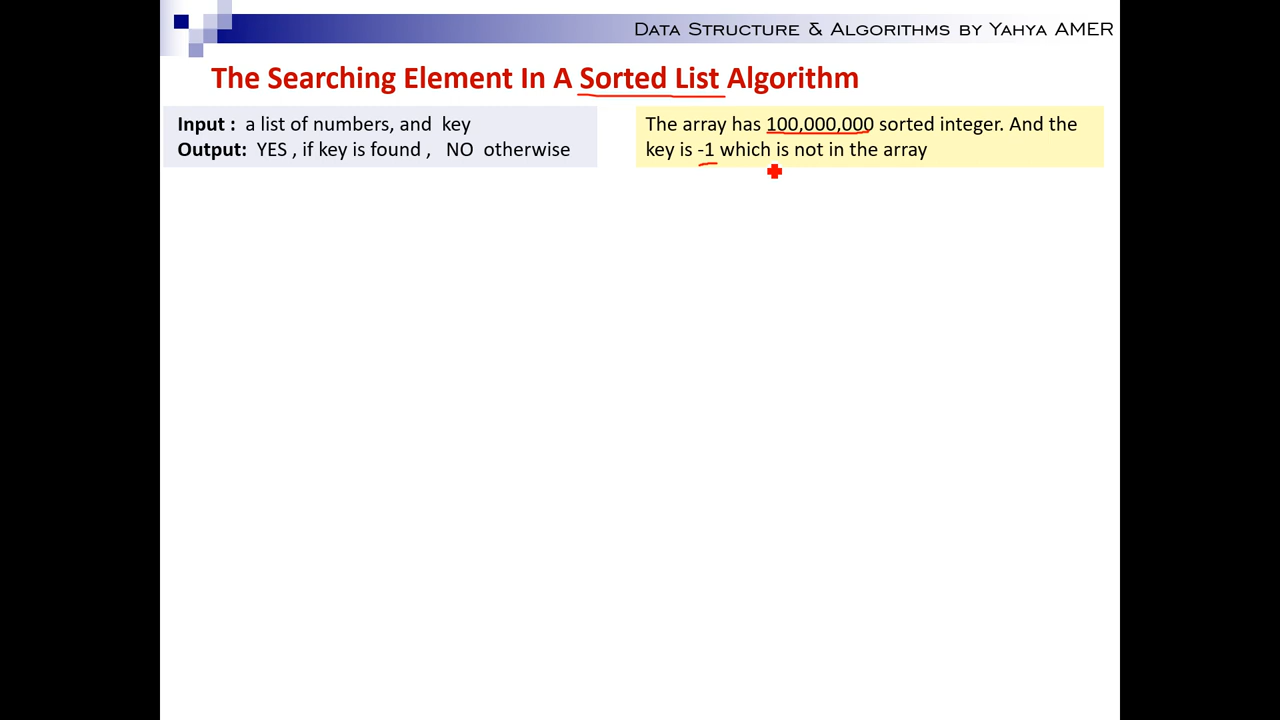 Data Structure & Algorithms by Yahya AMER
The Searching Element In A Sorted List Algorithm
Input : a list of numbers, and key
Output: YES , if key is found , NO otherwise
The array has 100,000,000 sorted integer. And the
key is -1 which is not in the array